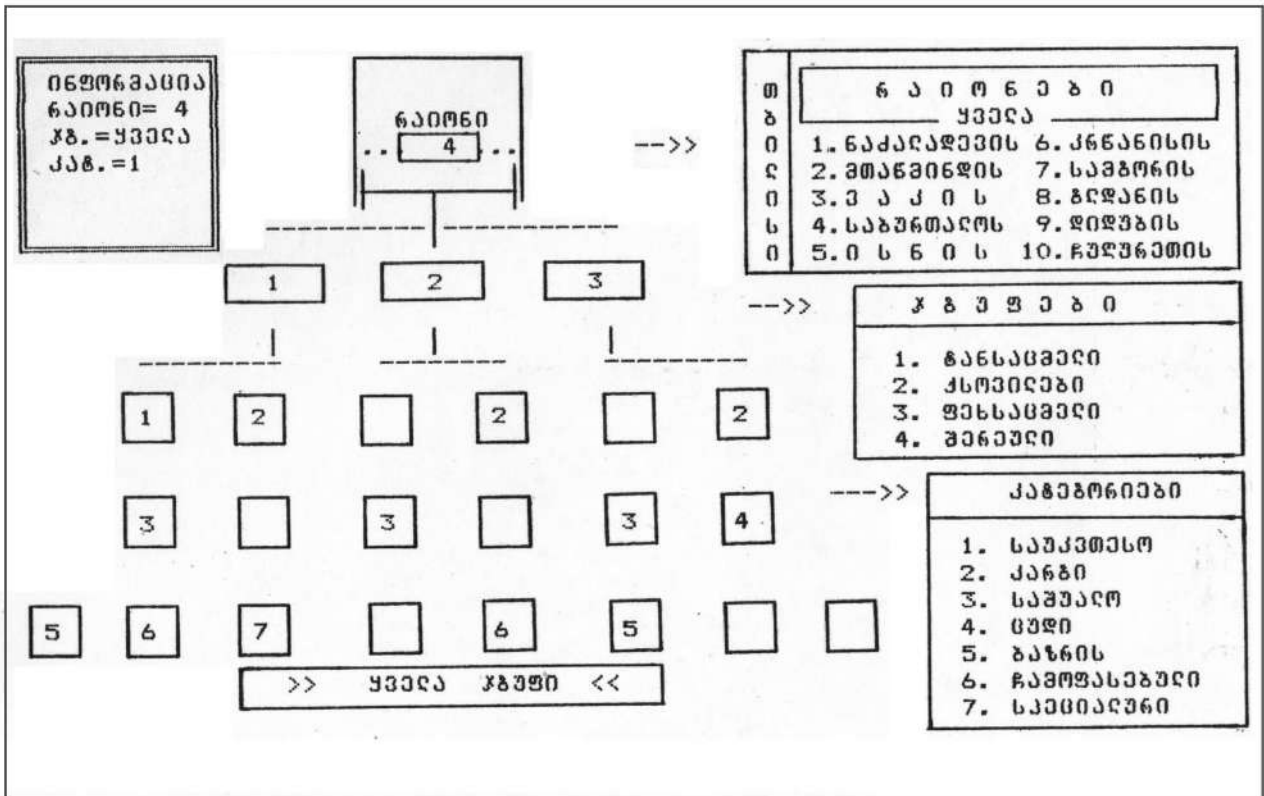 ინფორმაცია
რაიონი= 4
ჯგ.=ყველა
კატ.=1
რაიონი
..4...
-->>
თბილისი
რ ა ი ო ნ ე ბ ი
ყველა
1.ნაძალადევის 6.კრწანისის
2.მთაწმინდის 7.სამგორის
3.ვ ა კ ი ს 8.გლდანის
4.საბურთალოს 9.დიდუბის
5.ი ს ნ ი ს 10.ჩუღურეთის
1 2 3
-->>
ჯ გ უ ფ ე ბ ი
1. ტანსაცმელი
2. ქსოვილები
3. ფეხსაცმელი
4. შერეული
1 2 2 2
3 3 3 4
--->>
კატეგორიები
1. საუკვთესო
2. კარგი
3. საშუალო
4. ცუდი
5. ბაზრის
6. ჩამოფასებული
7. სპეციალური
5 6 7 6 5
>> ყველა ჯგუფი <<